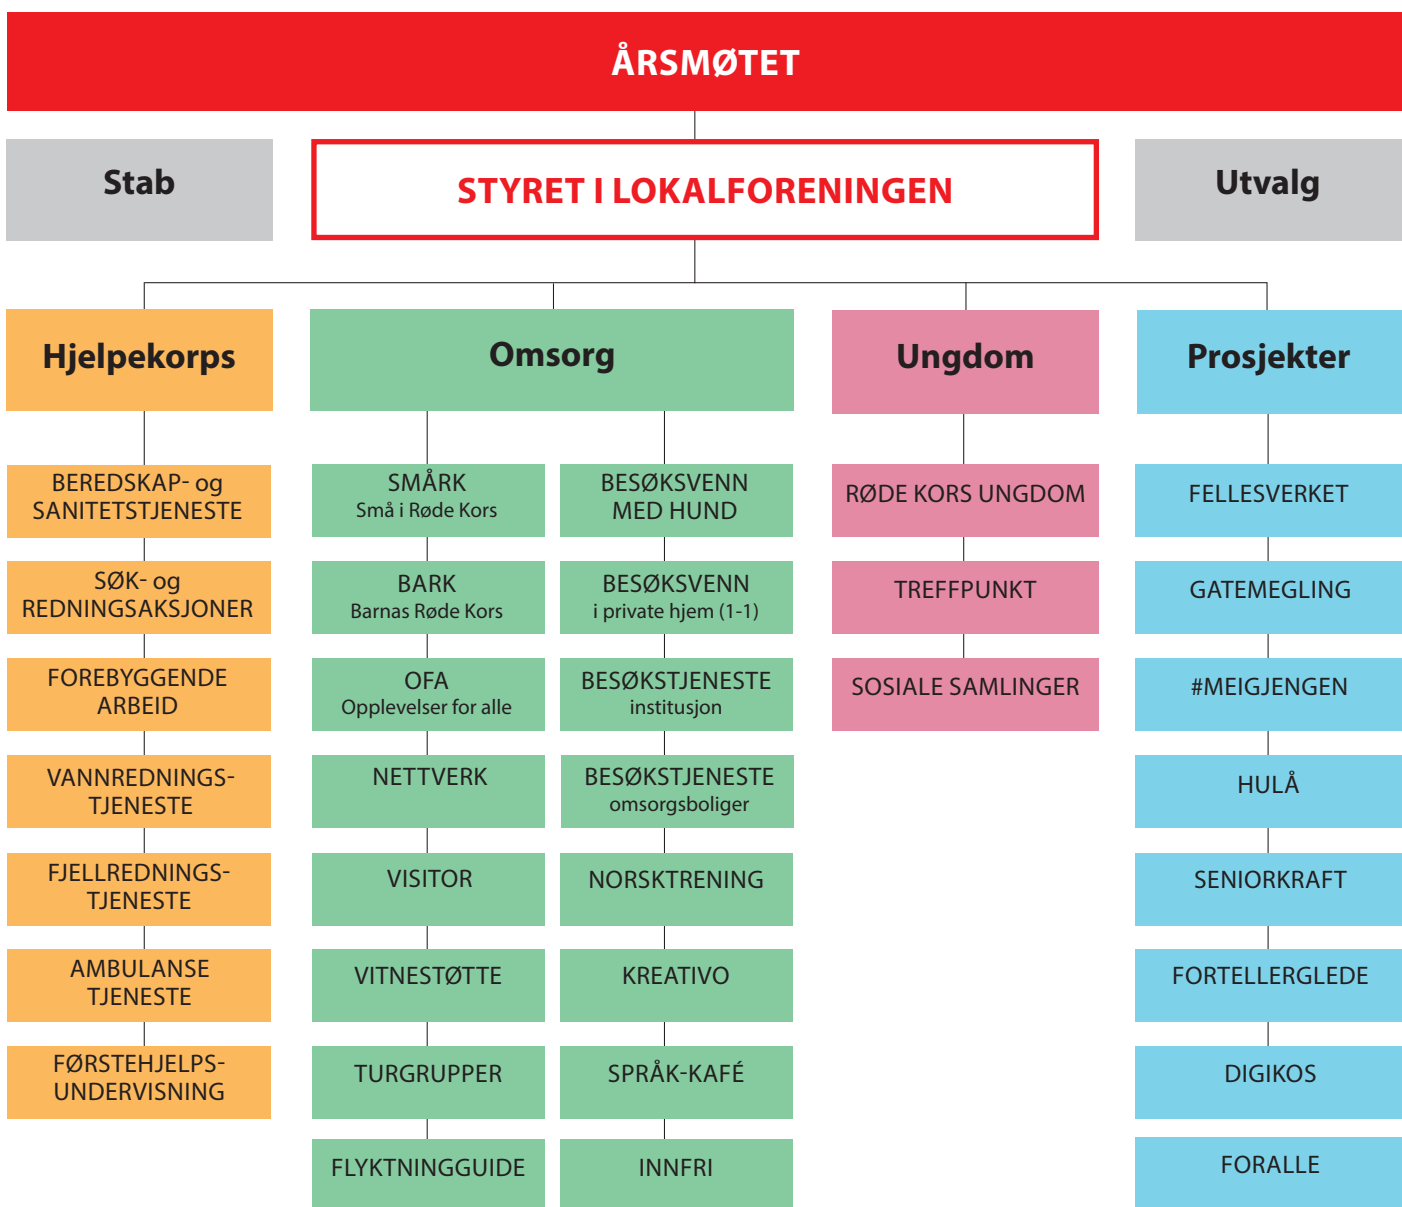 ÅRSMØTET
Stab
STYRET I LOKALFORENINGEN
Utvalg
Hjelpekorps
Omsorg
Ungdom
Prosjekter
BEREDSKAP- og
SANITETSTJENESTE
SØK- og
REDNINGSAKSJONER
FOREBYGGENDE
ARBEID
VANNREDNINGS-
TJENESTE
FJELLREDNINGS-
TJENESTE
AMBULANSE
TJENESTE
FØRSTEHJELPS-
UNDERVISNING
SMÅRK
Små i Røde Kors
BARK
Barnas Røde Kors
OFA
Opplevelser for alle
NETTVERK
VISITOR
VITNESTØTTE
TURGRUPPER
FLYKTNINGGUIDE
BESØKSVENN
MED HUND
BESØKSVENN
i private hjem (1-1)
BESØKSTJENESTE
institusjon
BESØKSTJENESTE
omsorgsboliger
NORSKTRENING
KREATIVO
SPRÅK-KAFÉ
INNFRI
RØDE KORS UNGDOM
TREFFPUNKT
SOSIALE SAMLINGER
FELLESVERKET
GATEMEGLING
#MEIGJENGEN
HULÅ
SENIORKRAFT
FORTELLERGLEDE
DIGIKOS
FORALLE